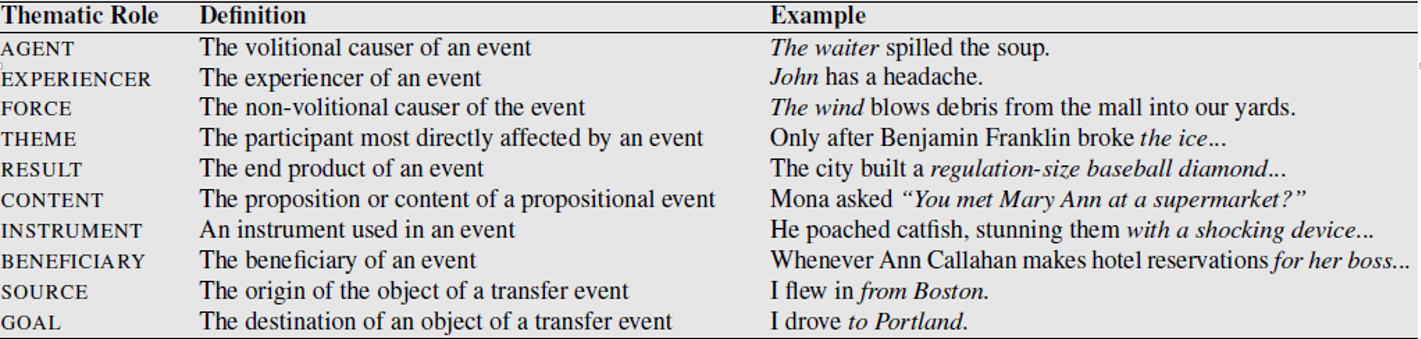 Thematic Role Definition Example
AGENT The volitional causer of an event The waiter spilled the soup.
EXPERIENCER The experiencer of an event John has a headache.
FORCE The non-volitional causer of the event The wind blows debris from the mall into our yards.
THEME The participant most directly affected by an event Only after Benjamin Franklin broke the ice...
RESULT The end product of an event The city built a regulation-size baseball diamond...
CONTENT The proposition or content of a propositional event Mona asked “You met Mary Ann at a supermarket?”
INSTRUMENT An instrument used in an event He poached catfish, stunning them with a shocking device...
BENEFICIARY The beneficiary of an event Whenever Ann Callahan makes hotel reservations for her boss...
SOURCE The origin of the object of a transfer event I flew in from Boston.
GOAL The destination of an object of a transfer event I drove to Portland.